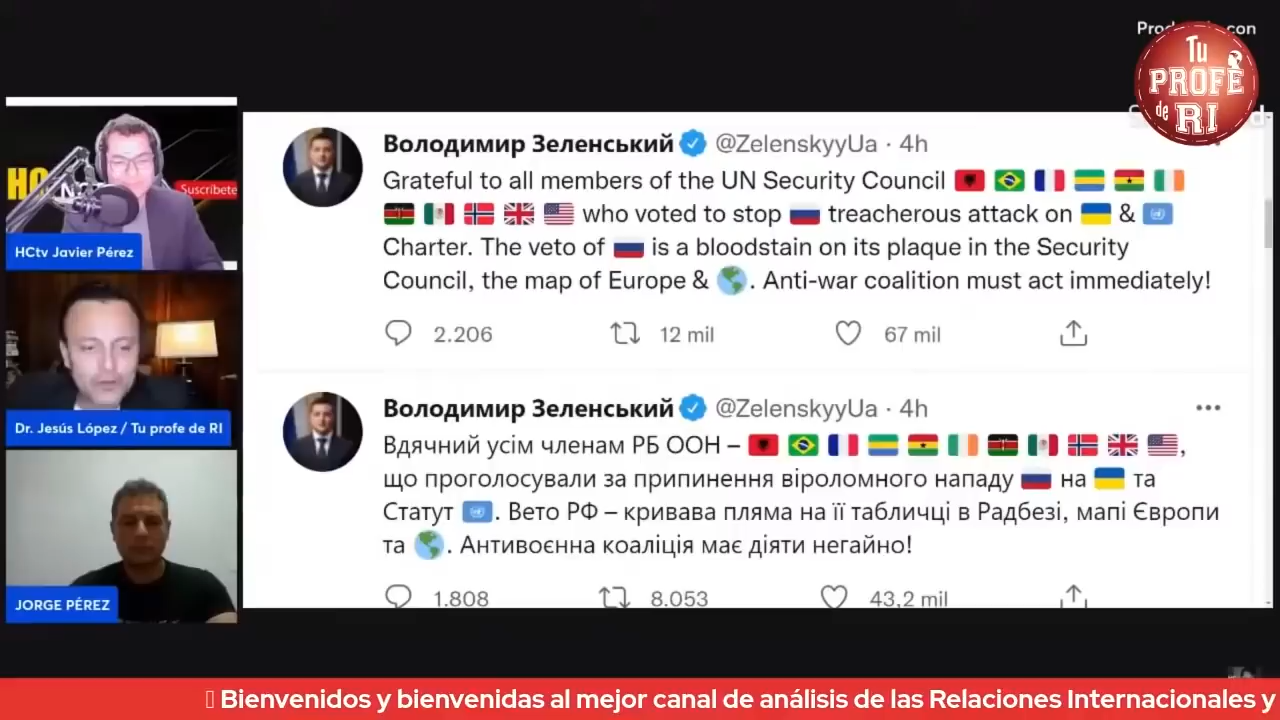 Tu
PROFE
de RI
Suscríbete
HCtv Javier Pérez
Dr. Jesús López / Tu profe de RI
JORGE PÉREZ
Володимир Зеленський @ZelenskyyUa · 4h
Grateful to all members of the UN Security Council 🇦🇱 🇧🇷 🇫🇷 🇬🇦 🇬🇭 🇮🇪
🇰🇪 🇲🇽 🇳🇴 🇬🇧 🇺🇸 who voted to stop 🇷🇺 treacherous attack on 🇺🇦 & 🇺🇳
Charter. The veto of 🇷🇺 is a bloodstain on its plaque in the Security
Council, the map of Europe & 🌎. Anti-war coalition must act immediately!
2.206 12 mil 67 mil
Володимир Зеленський @ZelenskyyUa · 4h
Вдячний усім членам РБ ООН – 🇦🇱 🇧🇷 🇫🇷 🇬🇦 🇬🇭 🇮🇪 🇰🇪 🇲🇽 🇳🇴 🇬🇧 🇺🇸,
що проголосували за припинення віроломного нападу 🇷🇺 на 🇺🇦 та
Статут 🇺🇳. Вето РФ – кривава пляма на її табличці в Радбезі, мапі Європи
та 🌎. Антивоєнна коаліція має діяти негайно!
1.808 8.053 43,2 mil
Bienvenidos y bienvenidas al mejor canal de análisis de las Relaciones Internacionales y